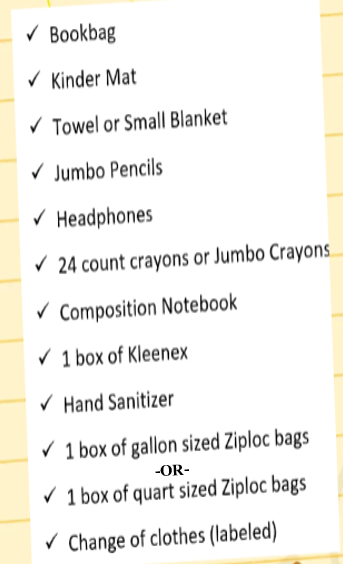 ✓ Bookbag
✓ Kinder Mat
✓ Towel or Small Blanket
✓ Jumbo Pencils
✓ Headphones
✓ 24 count crayons or Jumbo Crayons
✓ Composition Notebook
✓ 1 box of Kleenex
✓ Hand Sanitizer
✓ 1 box of gallon sized Ziploc bags
-OR-
✓ 1 box of quart sized Ziploc bags
✓ Change of clothes (labeled)